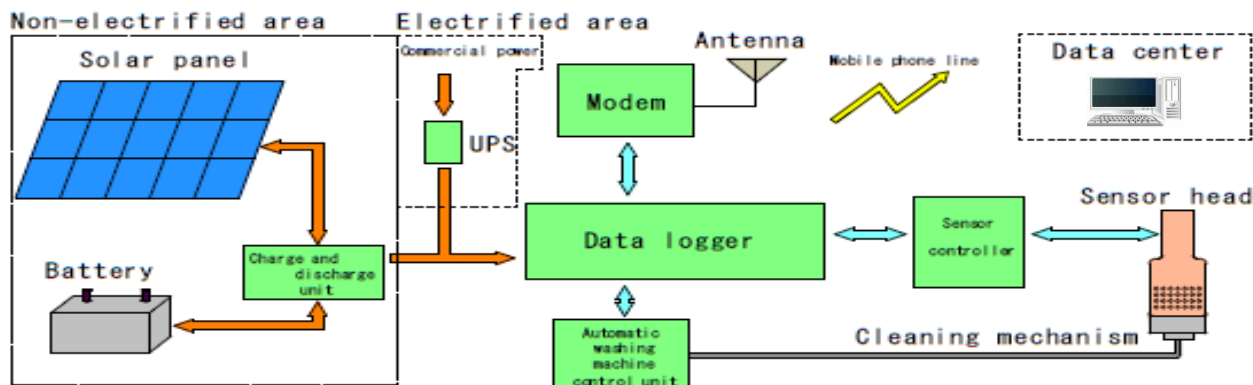 Non-electrified area
Electrified area
Solar panel
Commercial power
Antenna
Mobile phone
line
Data center
Modem
UPS
Sensor head
Data logger
Sensor
controller
Battery
Charge and
discharge
unit
Cleaning mechanism
Automatic
washing
machine
control unit